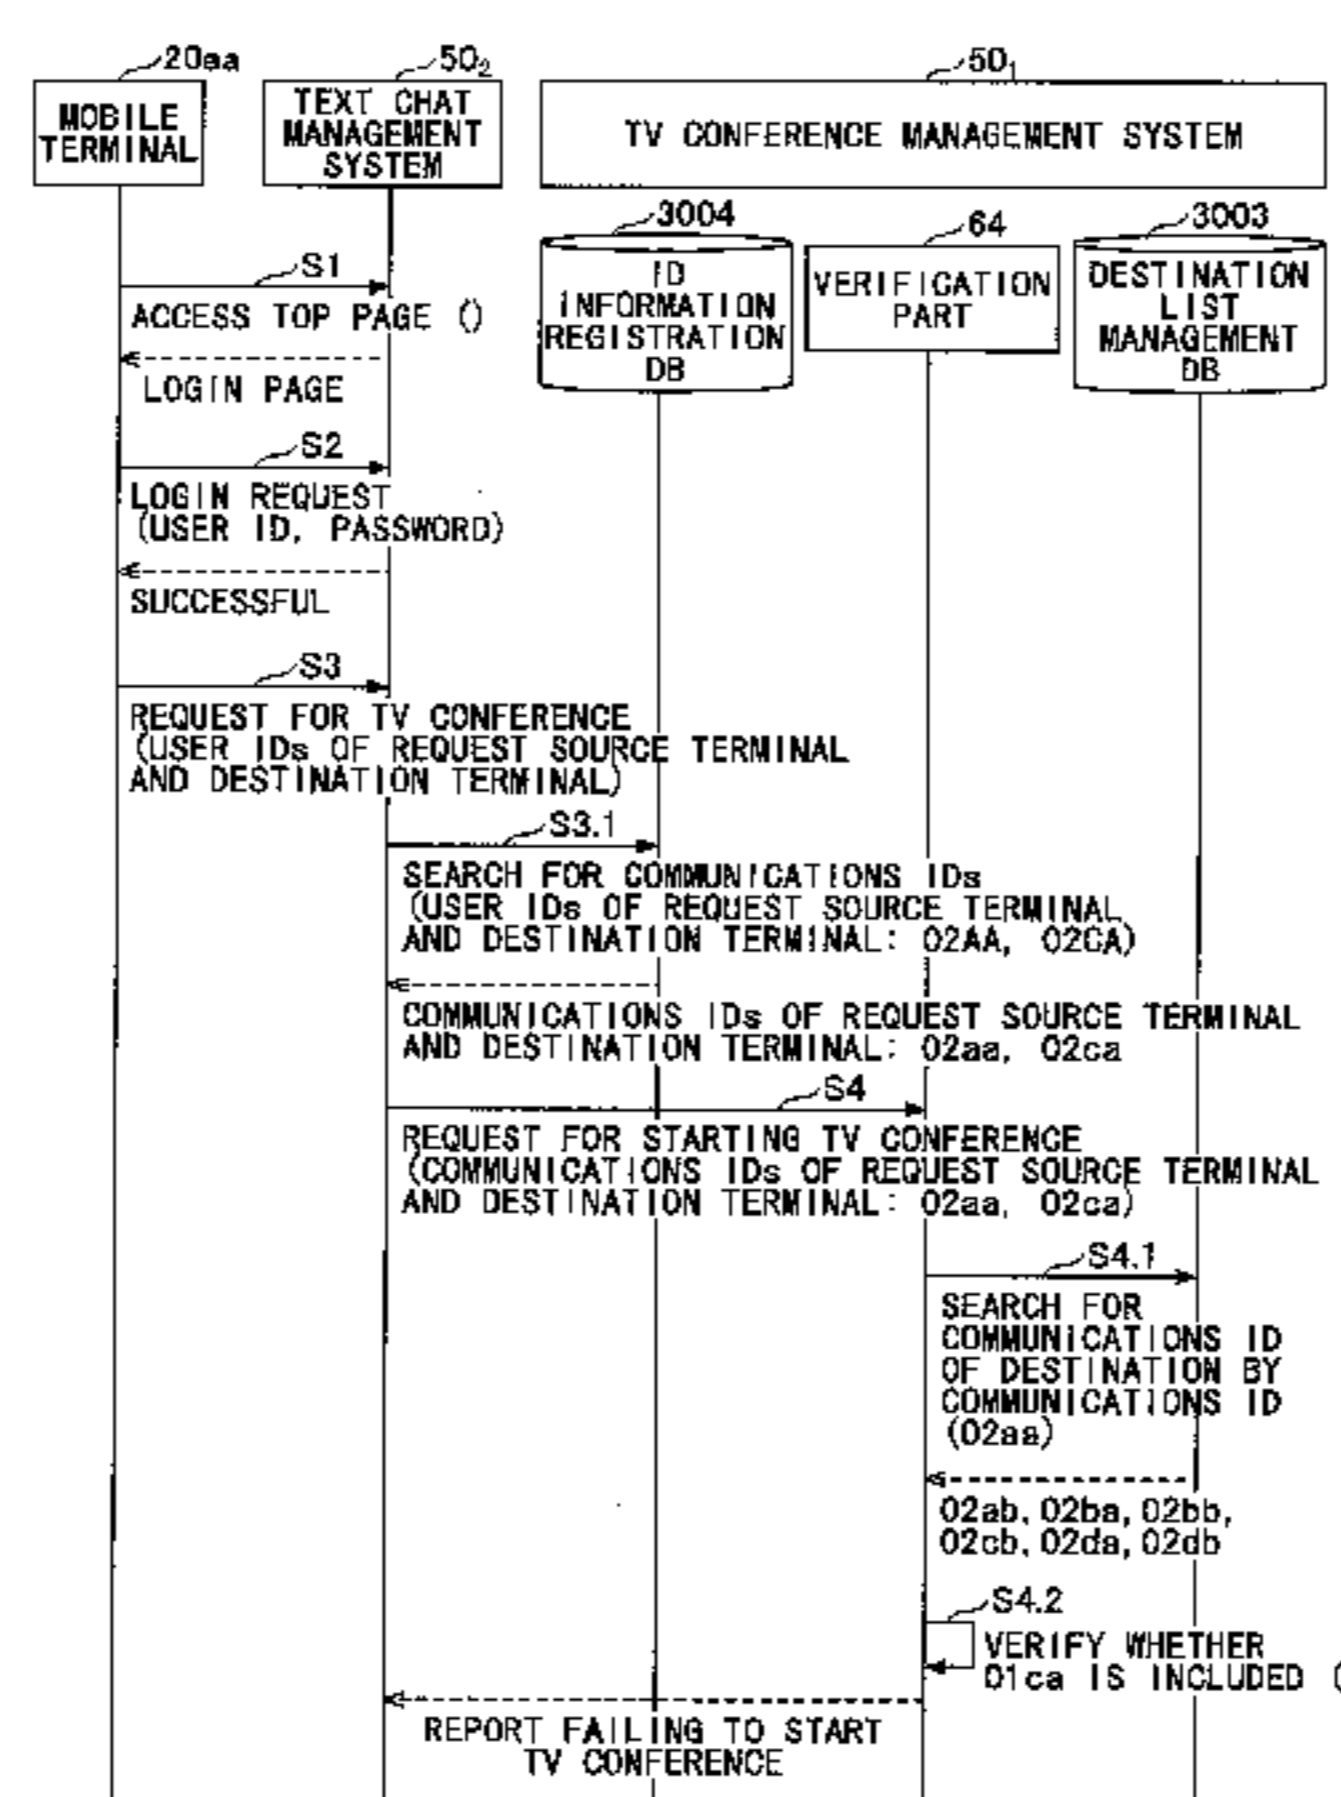 20aa
50₂
50₁
MOBILE
TERMINAL
TEXT CHAT
MANAGEMENT
SYSTEM
TV CONFERENCE MANAGEMENT SYSTEM
3004
64
3003
ID
INFORMATION
REGISTRATION
DB
VERIFICATION
PART
DESTINATION
LIST
MANAGEMENT
DB
S1
ACCESS TOP PAGE ()
LOGIN PAGE
S2
LOGIN REQUEST
(USER ID, PASSWORD)
SUCCESSFUL
S3
REQUEST FOR TV CONFERENCE
(USER IDs OF REQUEST SOURCE TERMINAL
AND DESTINATION TERMINAL)
S3.1
SEARCH FOR COMMUNICATIONS IDs
(USER IDs OF REQUEST SOURCE TERMINAL
AND DESTINATION TERMINAL: 02AA, 02CA)
COMMUNICATIONS IDs OF REQUEST SOURCE TERMINAL
AND DESTINATION TERMINAL: 02aa, 02ca
S4
REQUEST FOR STARTING TV CONFERENCE
(COMMUNICATIONS IDs OF REQUEST SOURCE TERMINAL
AND DESTINATION TERMINAL: 02aa, 02ca)
S4.1
SEARCH FOR
COMMUNICATIONS ID
OF DESTINATION BY
COMMUNICATIONS ID
(02aa)
02ab, 02ba, 02bb,
02cb, 02da, 02db
S4.2
VERIFY WHETHER
01ca IS INCLUDED (
REPORT FAILING TO START
TV CONFERENCE